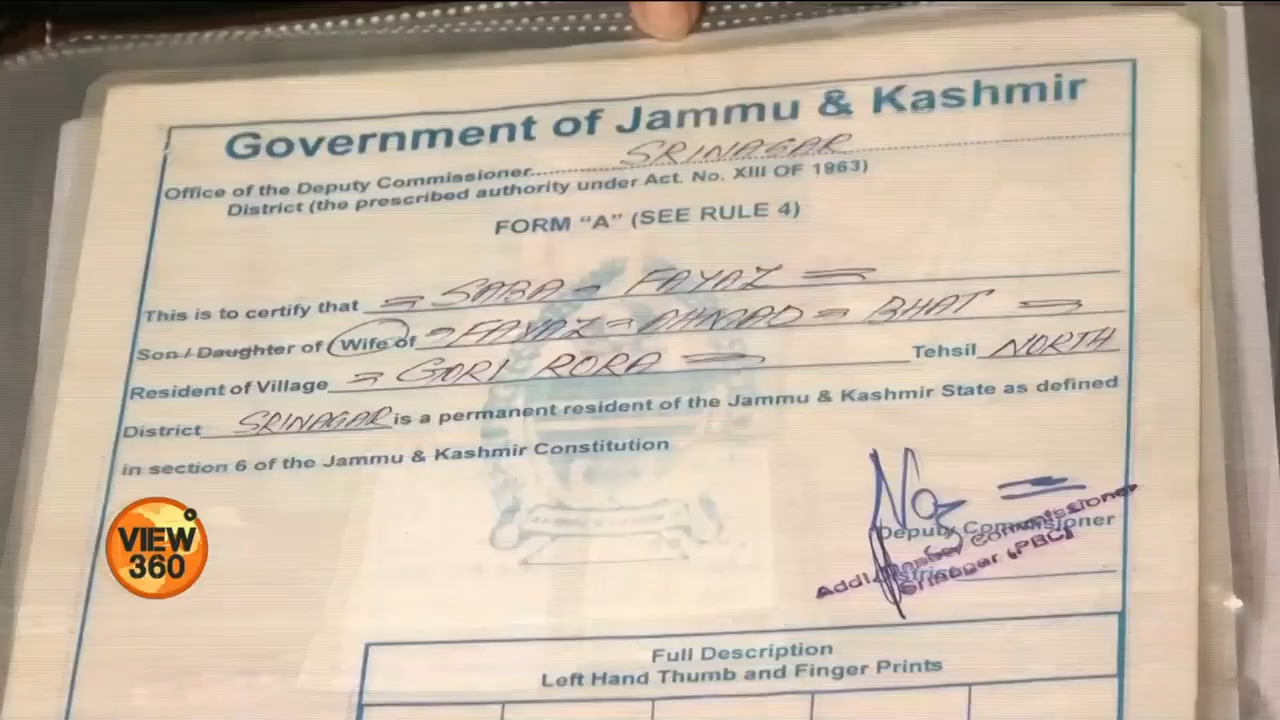 Government of Jammu & Kashmir
Office of the Deputy Commissioner.......... SRINAGAR ..........
District (the prescribed authority under Act. No. XIII OF 1963)
FORM “A” (SEE RULE 4)
This is to certify that = SABA = FAYAZ =
Son / Daughter of Wife of = FAYAZ = AHMAD = BHAT =
Resident of Village = GORI RORA = Tehsil NORTH
District SRINAGAR is a permanent resident of the Jammu & Kashmir State as defined
in section 6 of the Jammu & Kashmir Constitution
Deputy Commissioner
Addl. Deputy Commissioner
District
Srinagar (PBC)
VIEW
360
Full Description
Left Hand Thumb and Finger Prints